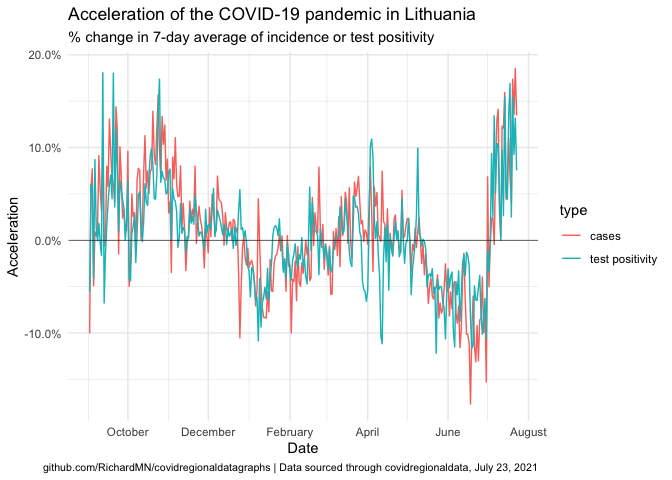 Acceleration of the COVID-19 pandemic in Lithuania
% change in 7-day average of incidence or test positivity
20.0%
10.0%
0.0%
-10.0%
Acceleration
October December February April June August
Date
type
cases
test positivity
github.com/RichardMN/covidregionaldatagraphs | Data sourced through covidregionaldata, July 23, 2021